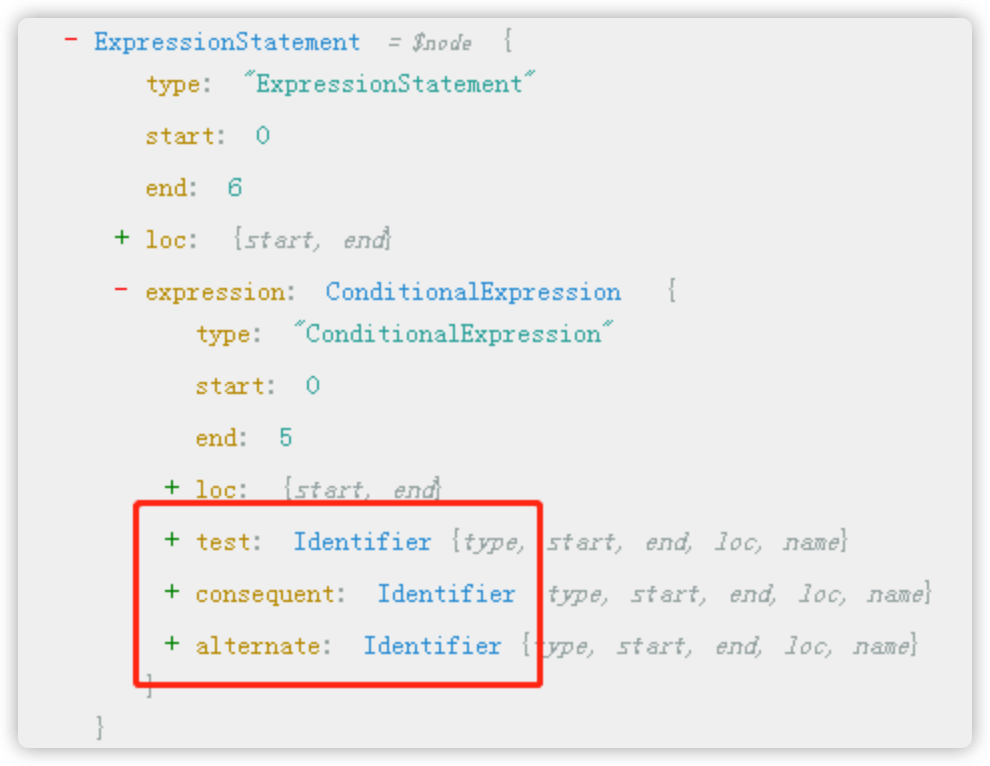 - ExpressionStatement = $node {
type: "ExpressionStatement"
start: 0
end: 6
+ loc: {start, end}
- expression: ConditionalExpression {
type: "ConditionalExpression"
start: 0
end: 5
+ loc: {start, end}
+ test: Identifier {type, start, end, loc, name}
+ consequent: Identifier type, start, end, loc, name}
+ alternate: Identifier {type, start, end, loc, name}
}
}